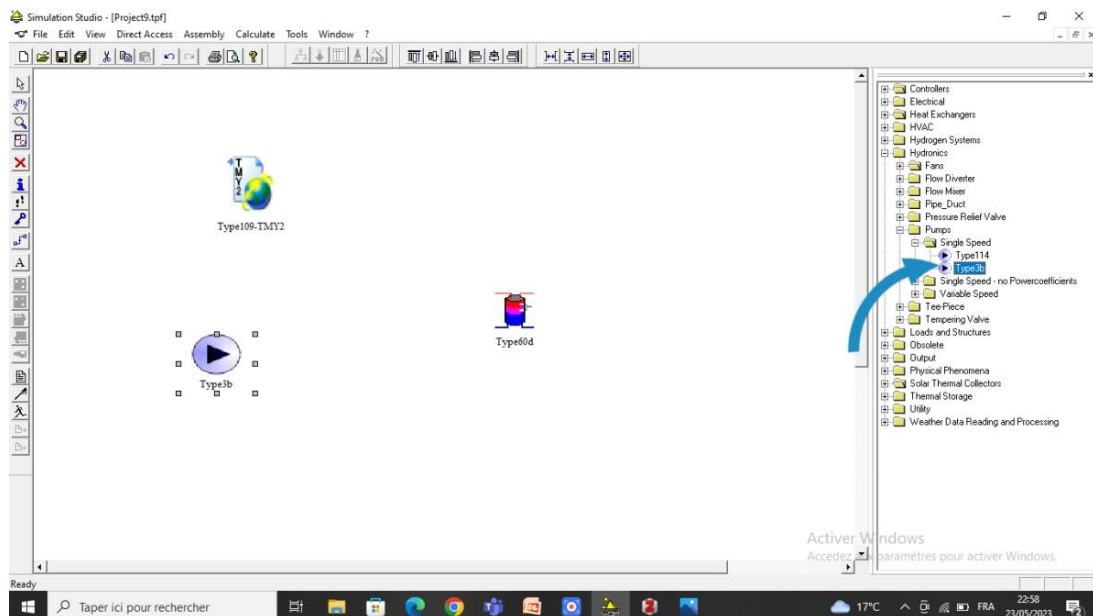 Simulation Studio - [Project9.tpf]
File Edit View Direct Access Assembly Calculate Tools Window ?
Controllers
Electrical
Heat Exchangers
HVAC
Hydrogen Systems
Hydronics
Fans
Flow Diverter
Flow Mixer
Pipe_Duct
Pressure Relief Valve
Pumps
Single Speed
Type114
Type3b
Single Speed - no Powercoefficients
Variable Speed
Tee-Piece
Tempering Valve
Loads and Structures
Obsolete
Output
Physical Phenomena
Solar Thermal Collectors
Thermal Storage
Utility
Weather Data Reading and Processing
TMY2
Type109-TMY2
Type60d
Type3b
Activer Windows
Accédez aux paramètres pour activer Windows.
Ready
Taper ici pour rechercher
17°C
FRA
22:58
23/05/2023
2